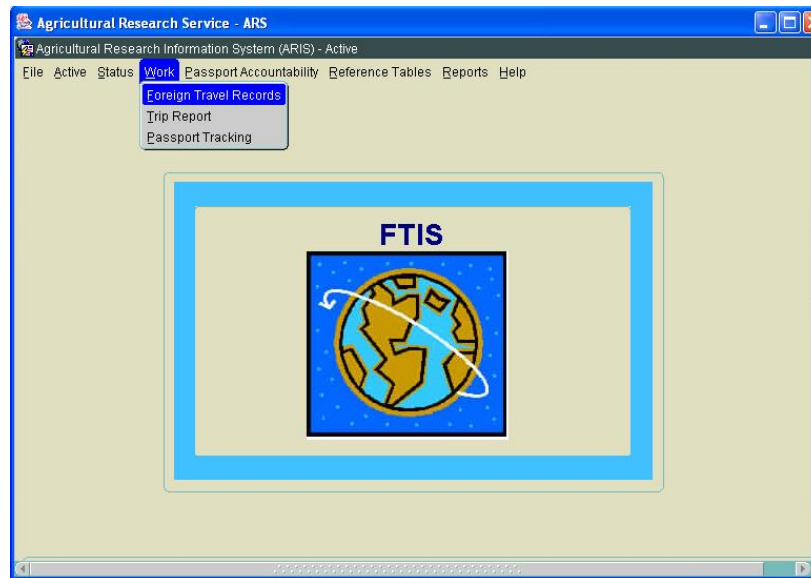 Agricultural Research Service - ARS
Agricultural Research Information System (ARIS) - Active
File Active Status Work Passport Accountability Reference Tables Reports Help
Foreign Travel Records
Trip Report
Passport Tracking
FTIS